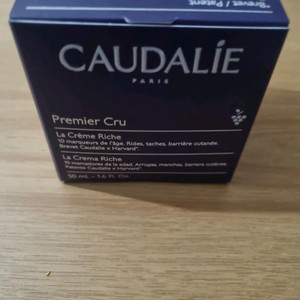 *Brevet / Patent
CAUDALIE
PARIS
Premier Cru
La Crème Riche
10 marqueurs de l'âge. Rides, taches, barrière cutanée.
Brevet Caudalie x Harvard*.
La Crema Riche
10 marcadores de la edad. Arrugas, manchas, barrera cutánea.
Patente Caudalie x Harvard*.
50 mL - 1.6 Fl. Oz.